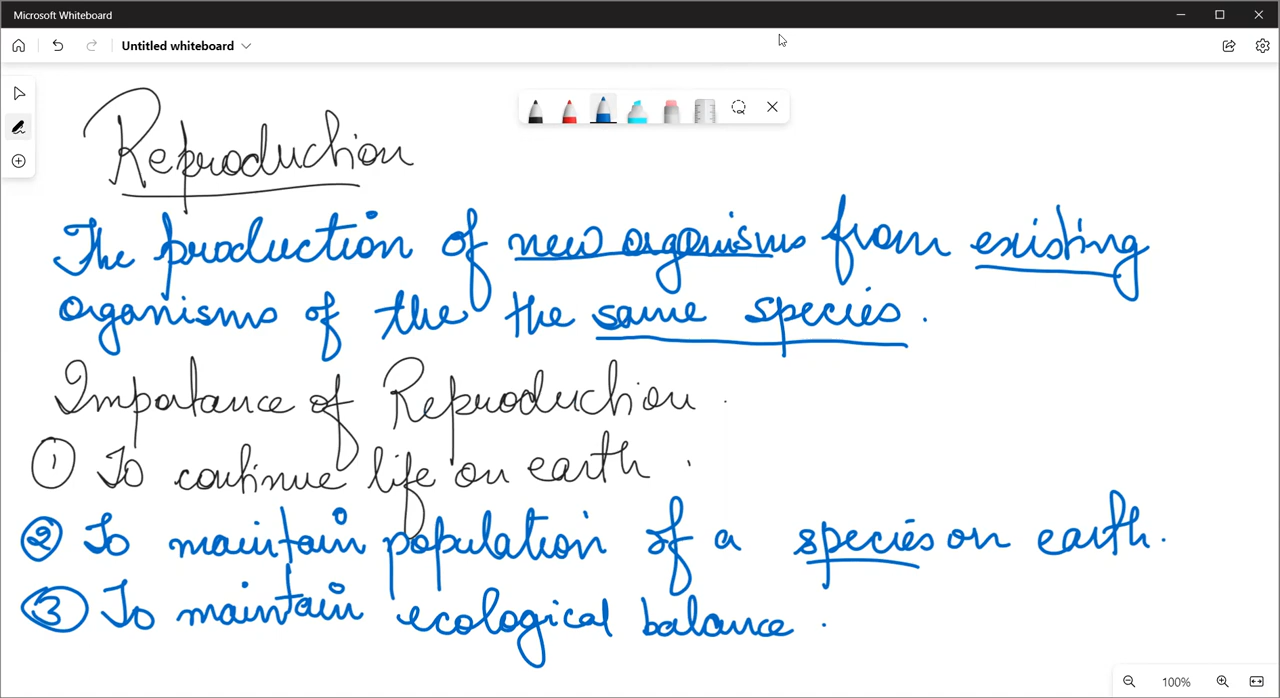 Microsoft Whiteboard
Untitled whiteboard
Reproduction
The production of new organisms from existing
organisms of the the same species.
Importance of Reproduction.
① To continue life on earth.
② To maintain population of a species on earth.
③ To maintain ecological balance.
100%